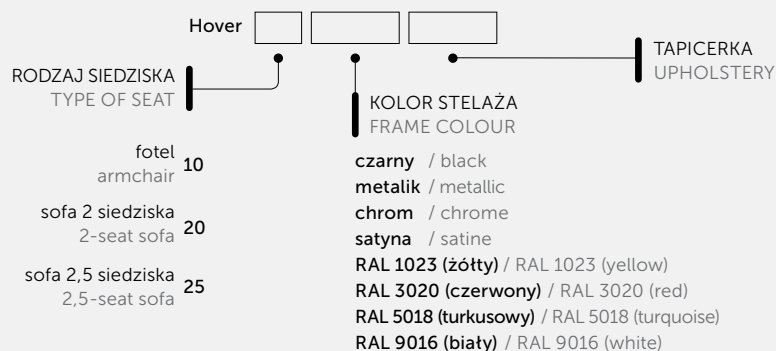 Hover
RODZAJ SIEDZISKA
TYPE OF SEAT
fotel
armchair 10
sofa 2 siedziska
2-seat sofa 20
sofa 2,5 siedziska
2,5-seat sofa 25
KOLOR STELAŻA
FRAME COLOUR
czarny / black
metalik / metallic
chrom / chrome
satyna / satine
RAL 1023 (żółty) / RAL 1023 (yellow)
RAL 3020 (czerwony) / RAL 3020 (red)
RAL 5018 (turkusowy) / RAL 5018 (turquoise)
RAL 9016 (biały) / RAL 9016 (white)
TAPICERKA
UPHOLSTERY